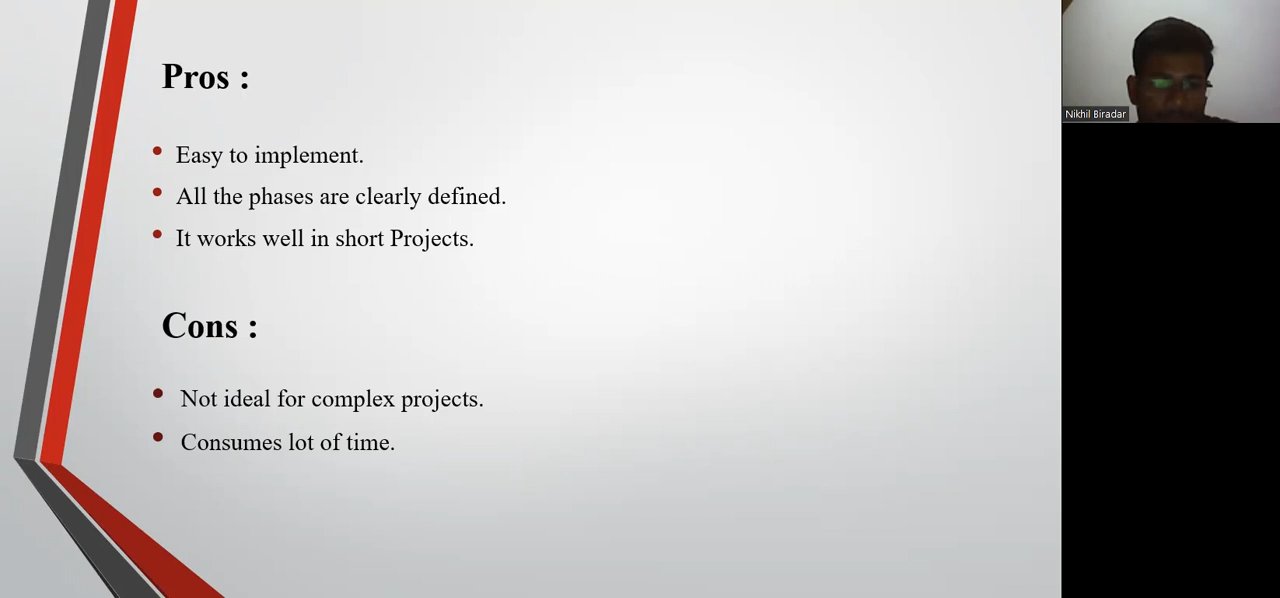 Pros :
Easy to implement.
All the phases are clearly defined.
It works well in short Projects.
Cons :
Not ideal for complex projects.
Consumes lot of time.
Nikhil Biradar